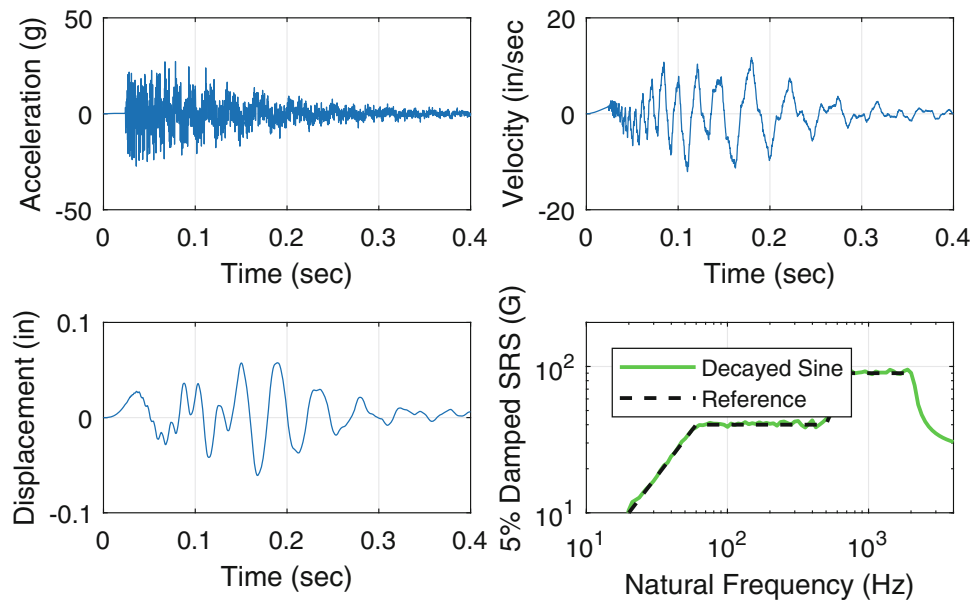 50
0
-50
Acceleration (g)
0 0.1 0.2 0.3 0.4
Time (sec)
20
0
-20
Velocity (in/sec)
0 0.1 0.2 0.3 0.4
Time (sec)
0.1
0
-0.1
Displacement (in)
0 0.1 0.2 0.3 0.4
Time (sec)
10²
10¹
5% Damped SRS (G)
Decayed Sine
Reference
10¹ 10² 10³
Natural Frequency (Hz)